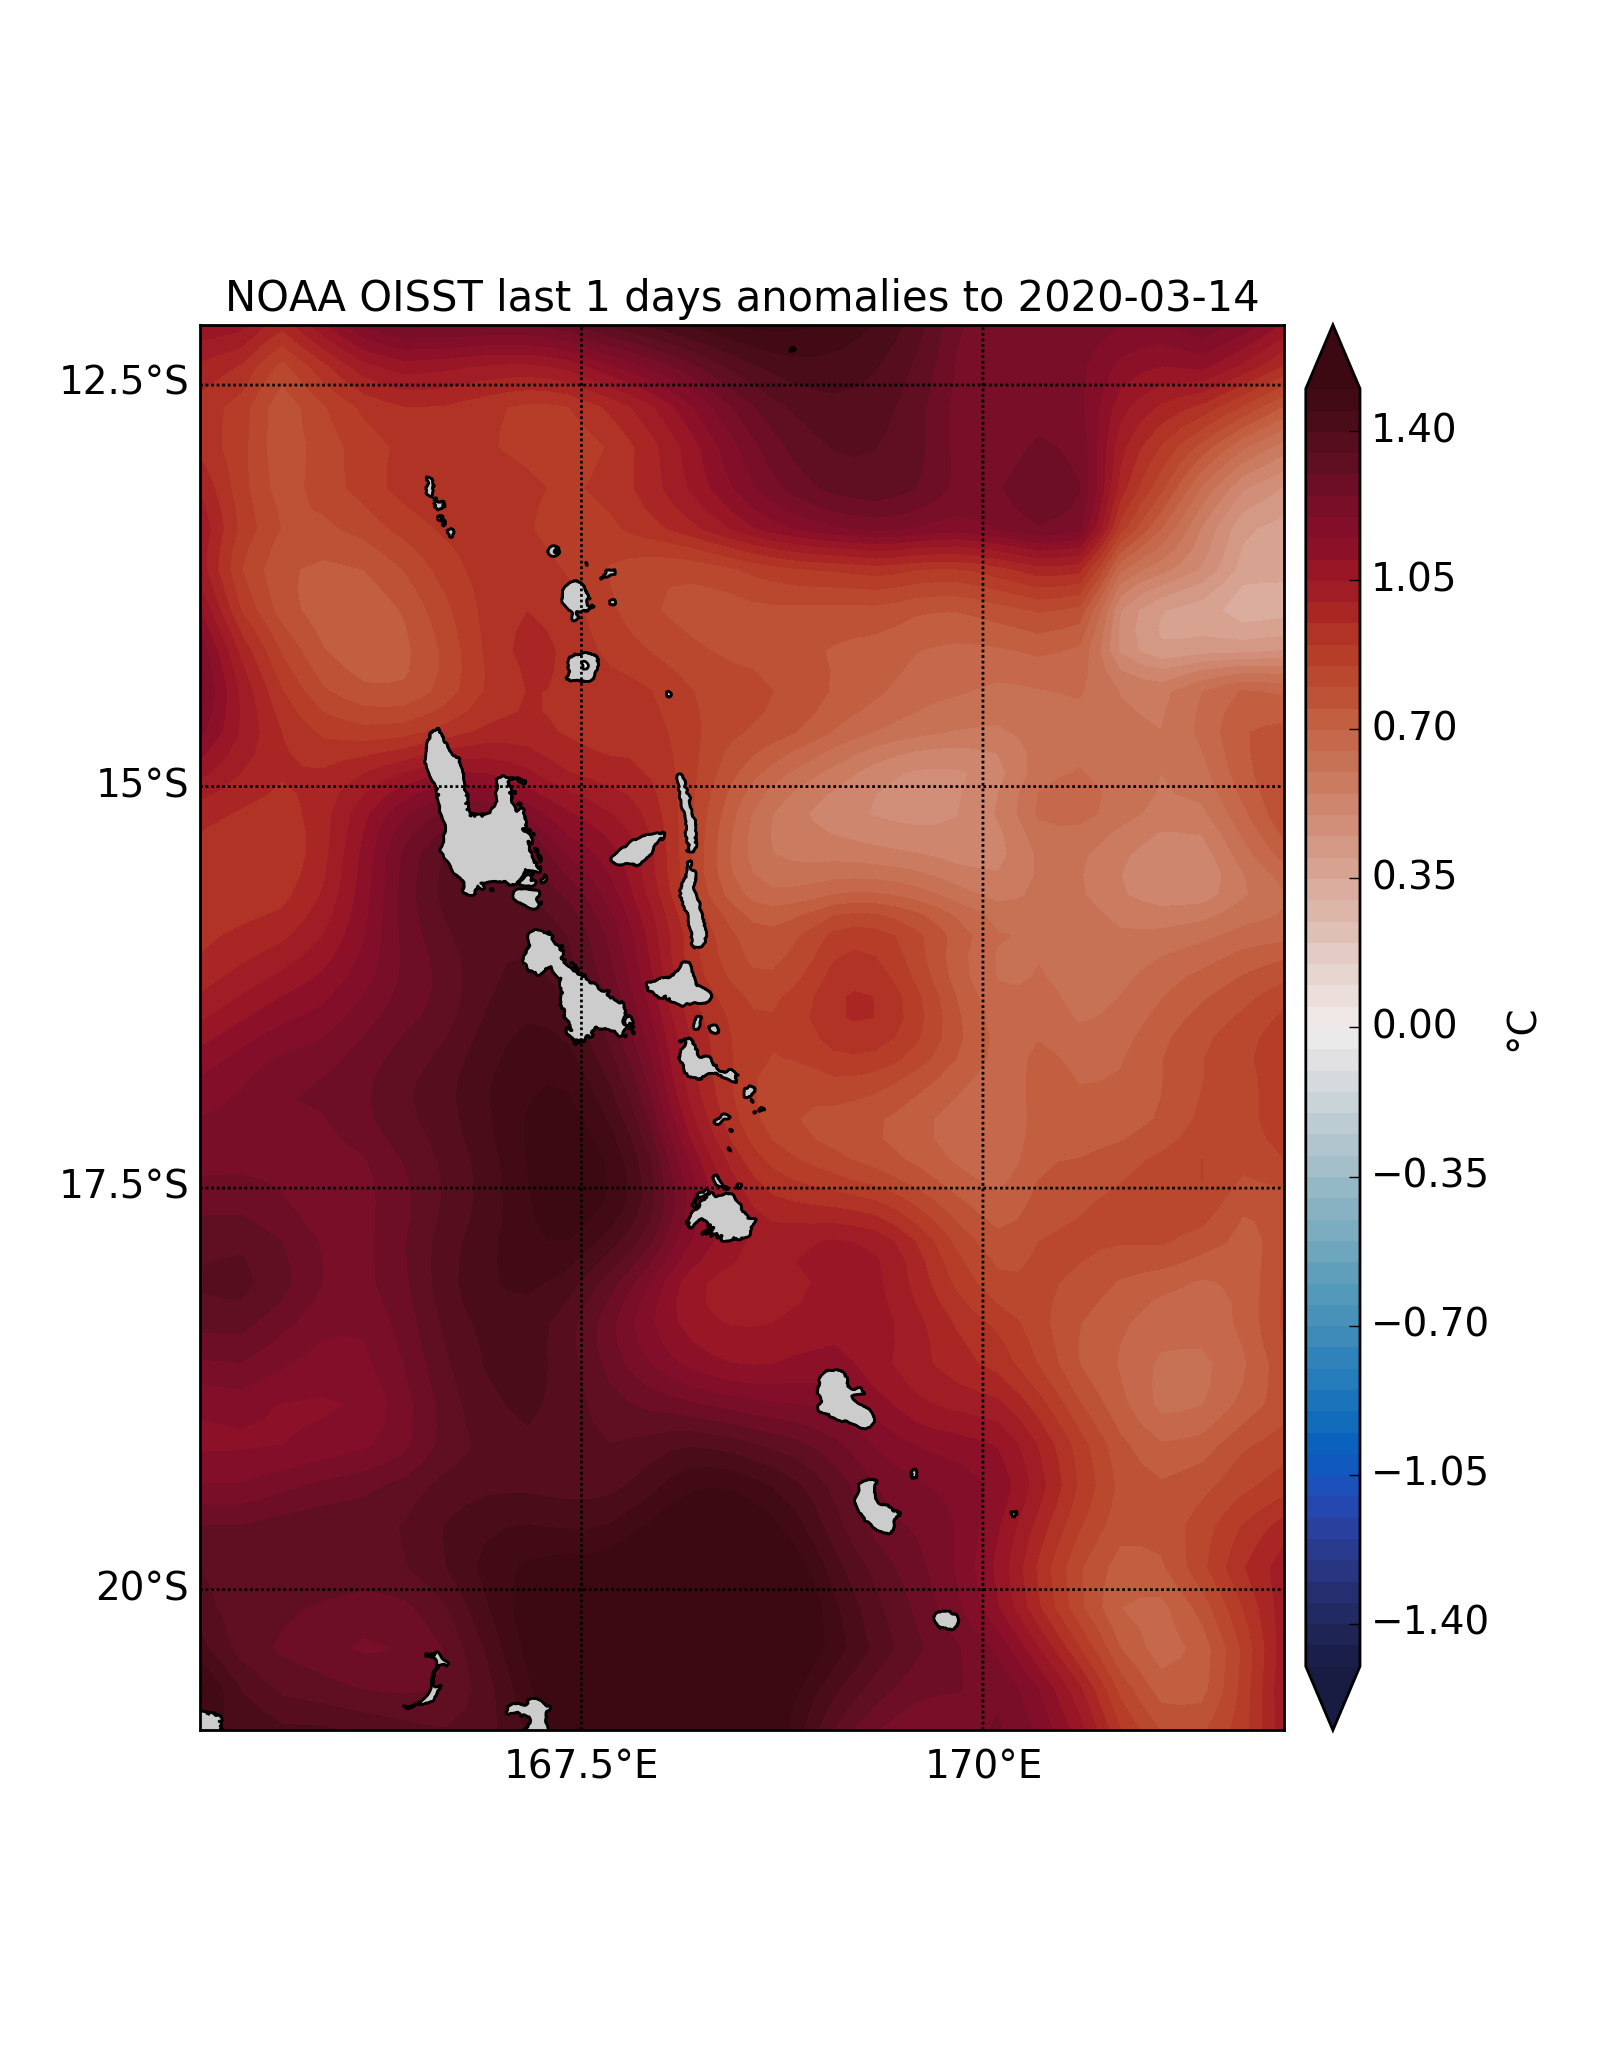 NOAA OISST last 1 days anomalies to 2020-03-14
12.5°S
15°S
17.5°S
20°S
167.5°E
170°E
1.40
1.05
0.70
0.35
0.00
−0.35
−0.70
−1.05
−1.40
°C